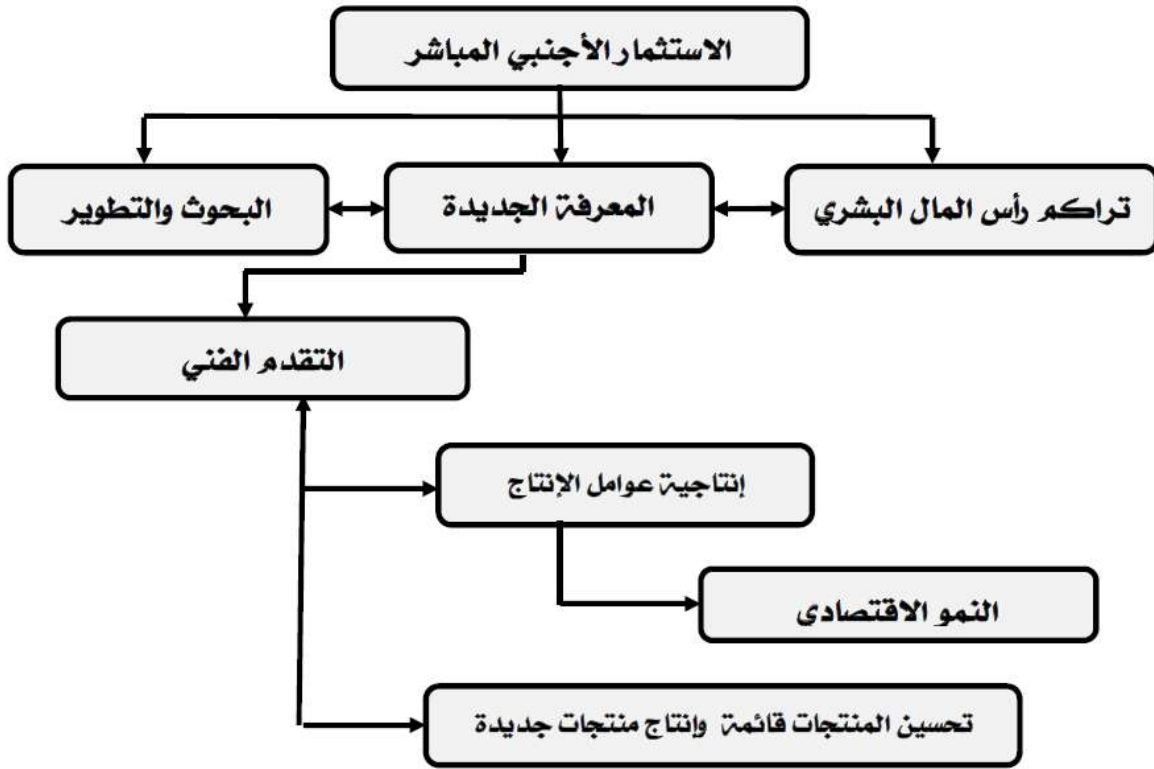 الاستثمار الأجنبي المباشر
تراكم رأس المال البشري
المعرفة الجديدة
البحوث والتطوير
التقدم الفني
إنتاجية عوامل الإنتاج
النمو الاقتصادى
تحسين المنتجات قائمة وإنتاج منتجات جديدة